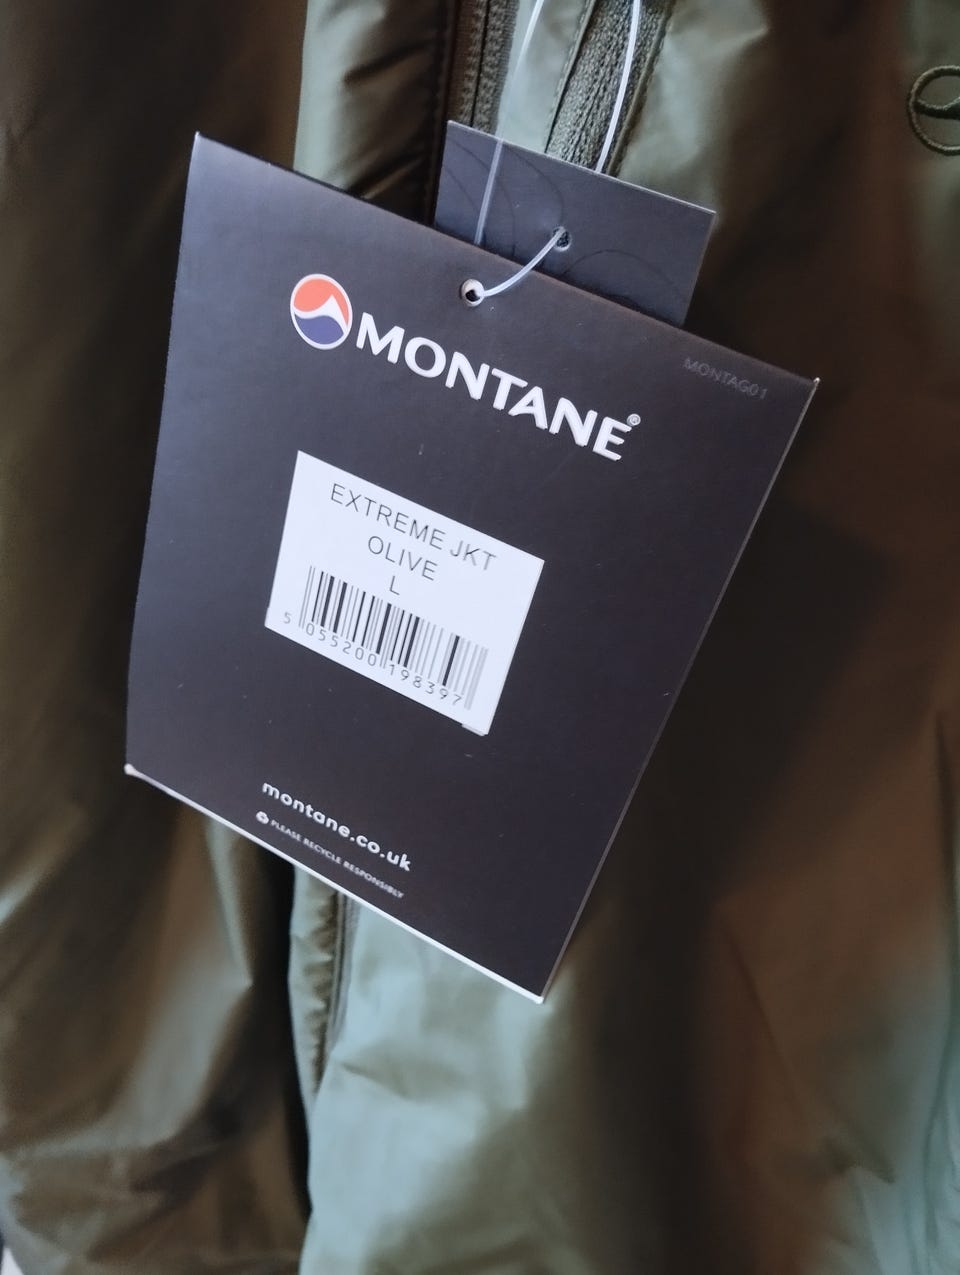 MONTANE®
MONTAG01
EXTREME JKT
OLIVE
L
5 055200 198397
montane.co.uk
PLEASE RECYCLE RESPONSIBLY